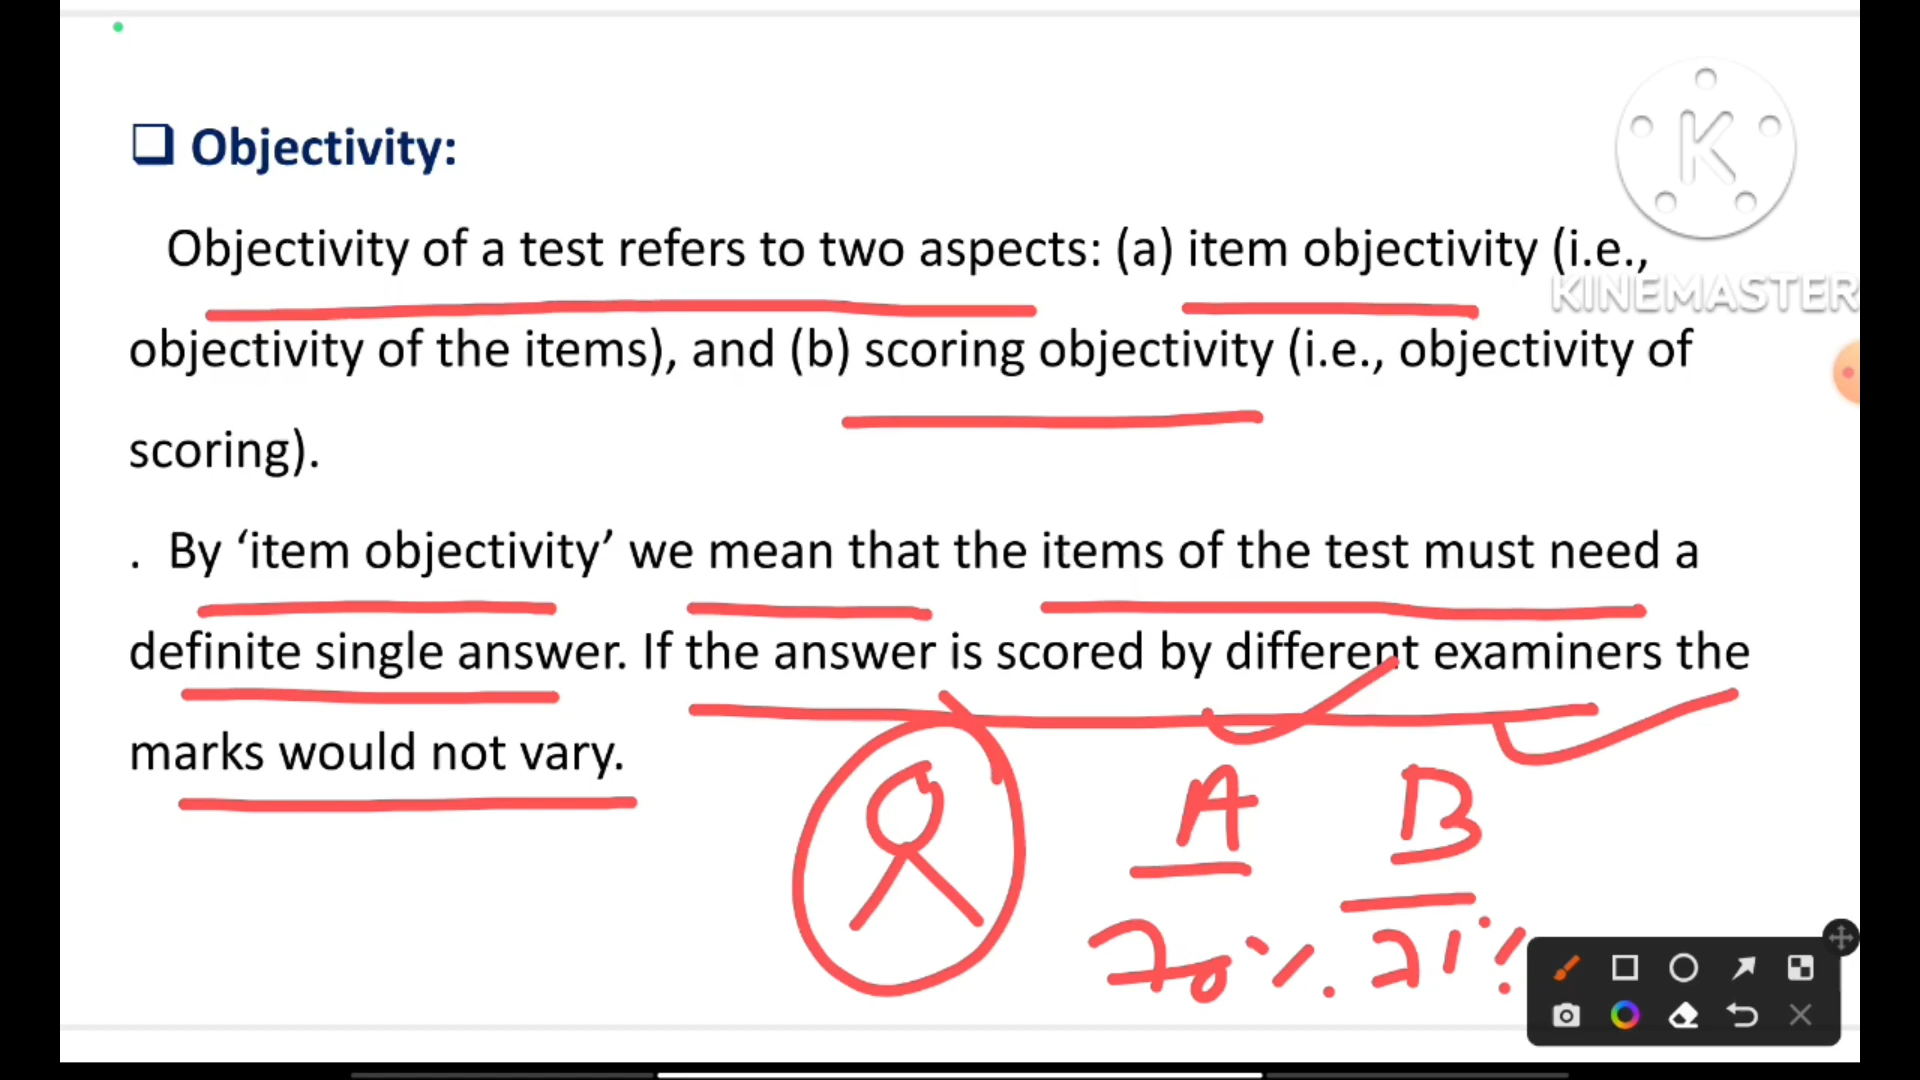 ❑ Objectivity:
Objectivity of a test refers to two aspects: (a) item objectivity (i.e.,
objectivity of the items), and (b) scoring objectivity (i.e., objectivity of
scoring).
. By ‘item objectivity’ we mean that the items of the test must need a
definite single answer. If the answer is scored by different examiners the
marks would not vary.
K
KINEMASTER
A B
70%. 71%